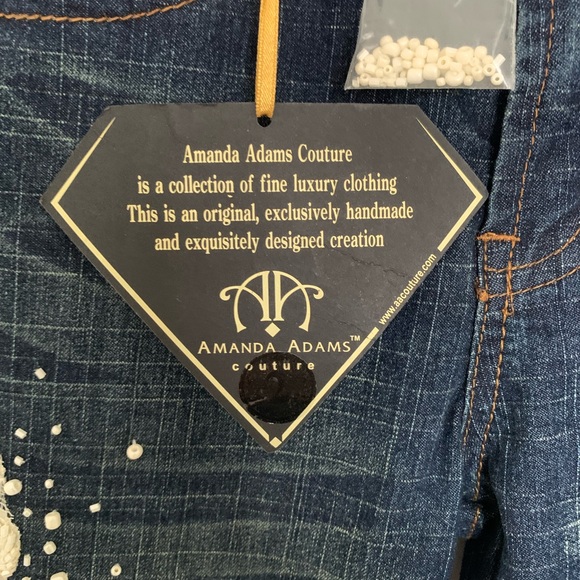 Amanda Adams Couture
is a collection of fine luxury clothing
This is an original, exclusively handmade
and exquisitely designed creation
www.aacouture.com
AA
AMANDA ADAMS™
couture
2